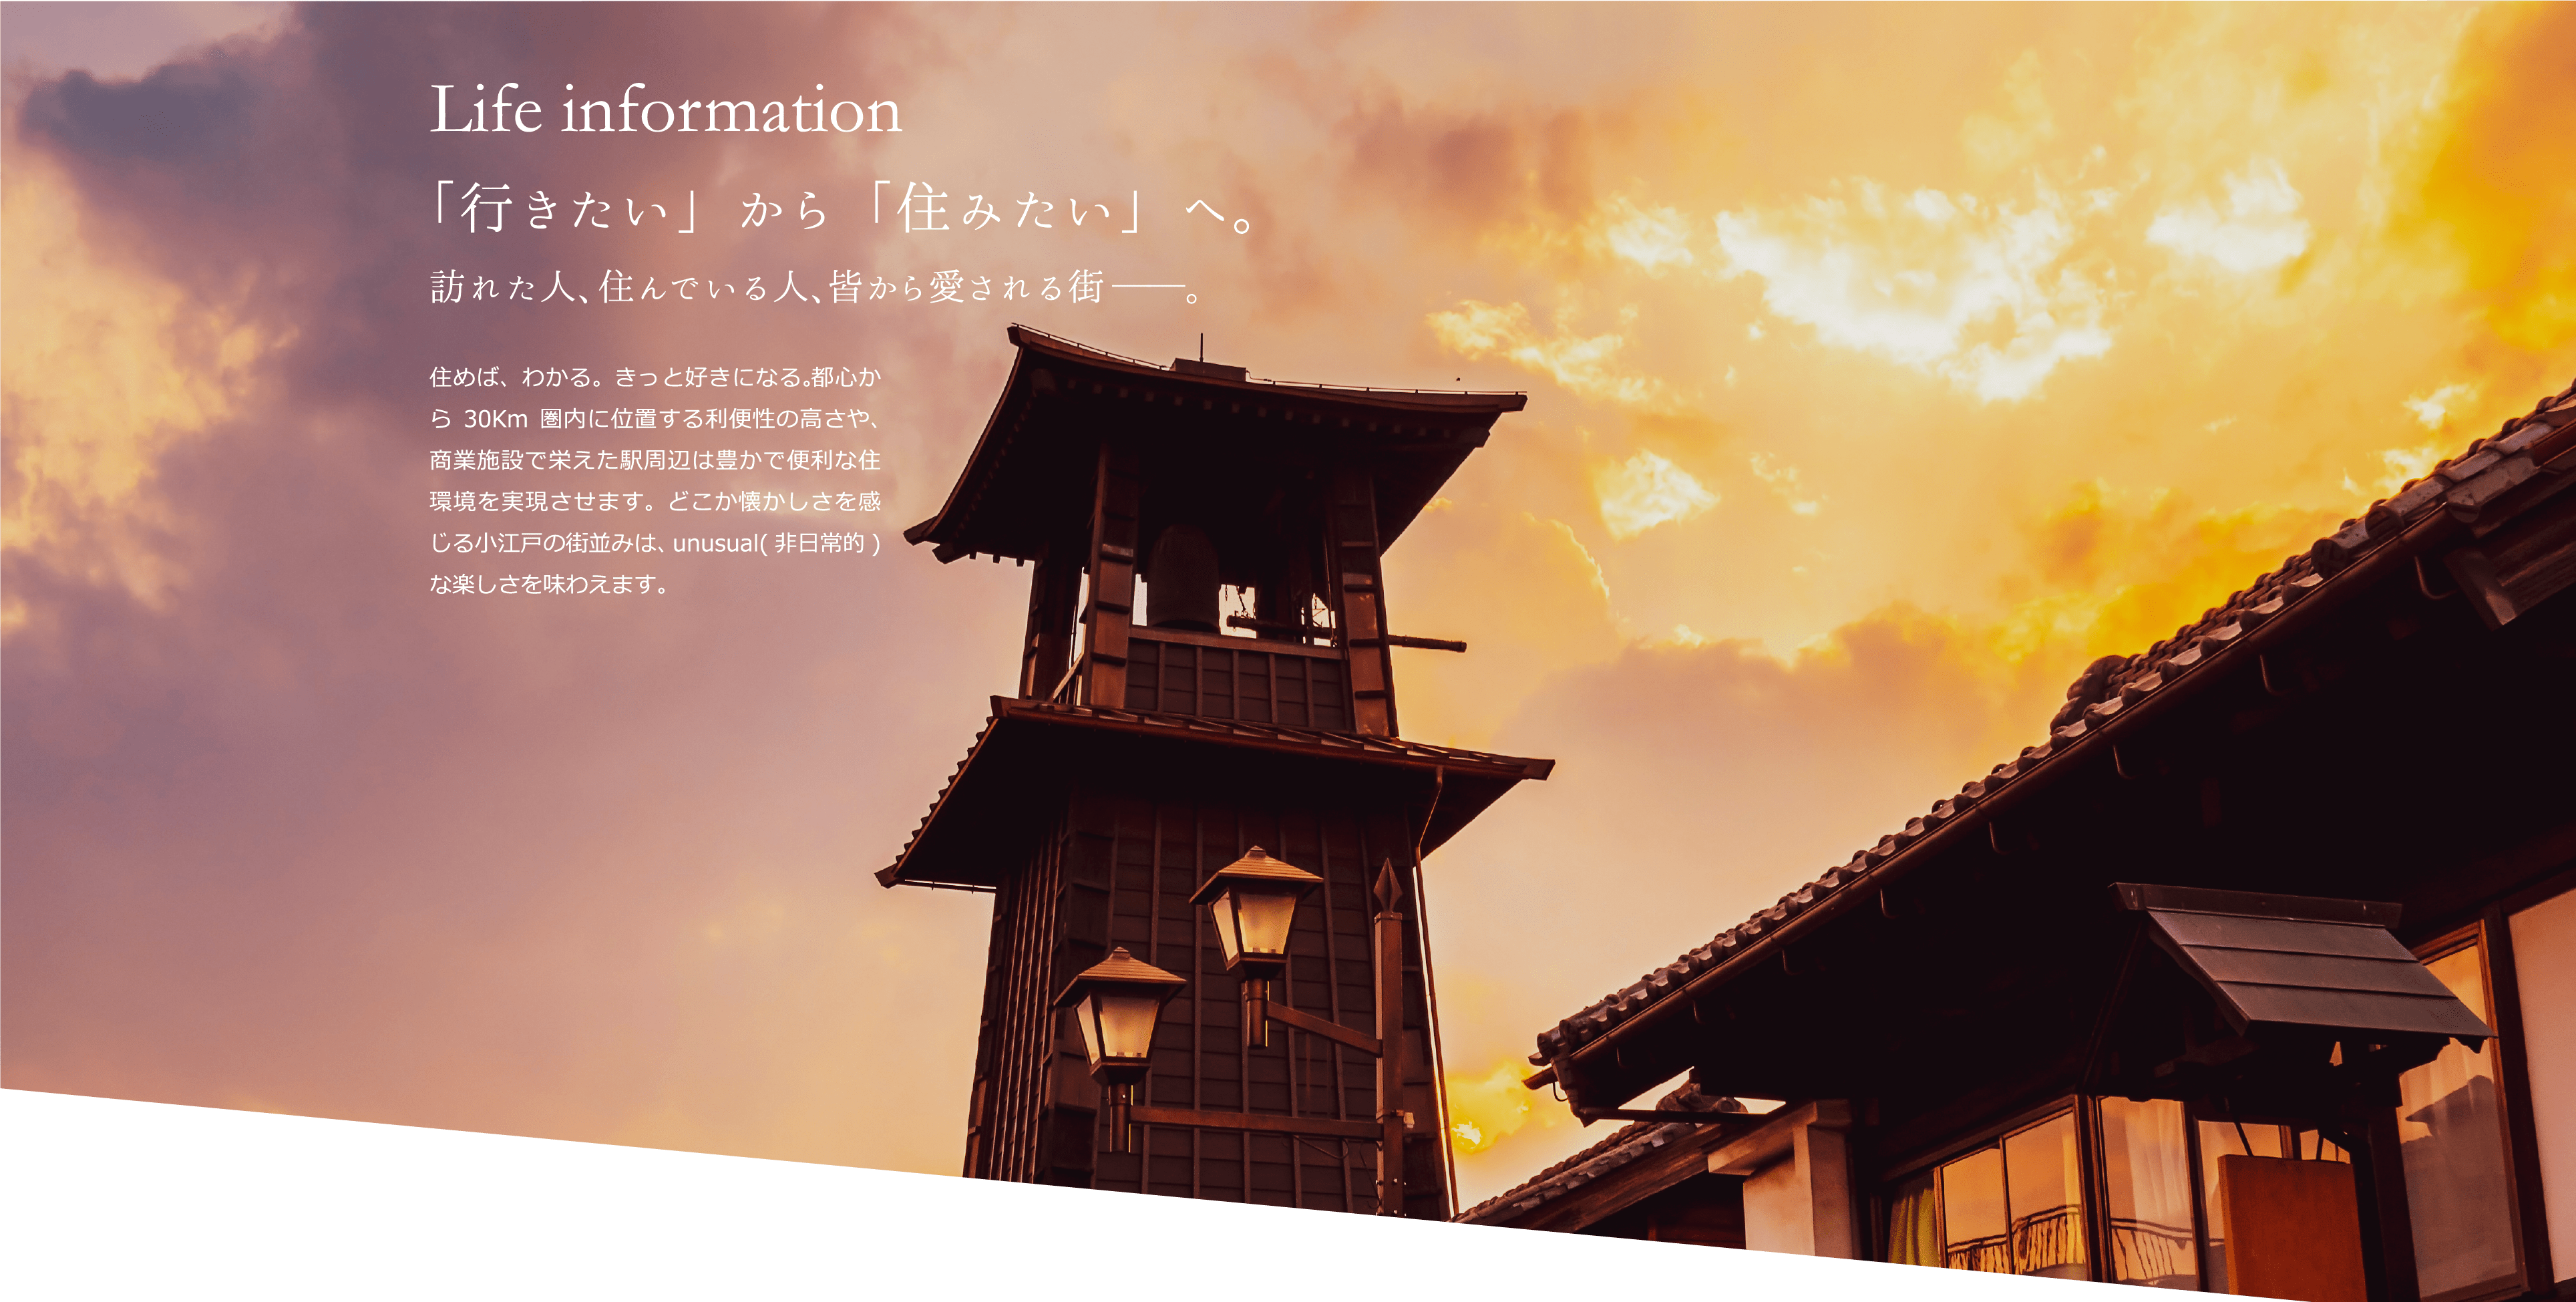 Life information
「行きたい」から「住みたい」へ。
訪れた人、住んでいる人、皆から愛される街――。
住めば、わかる。きっと好きになる。都心か
ら 30Km 圏内に位置する利便性の高さや、
商業施設で栄えた駅周辺は豊かで便利な住
環境を実現させます。どこか懐かしさを感
じる小江戸の街並みは、unusual( 非日常的 )
な楽しさを味わえます。